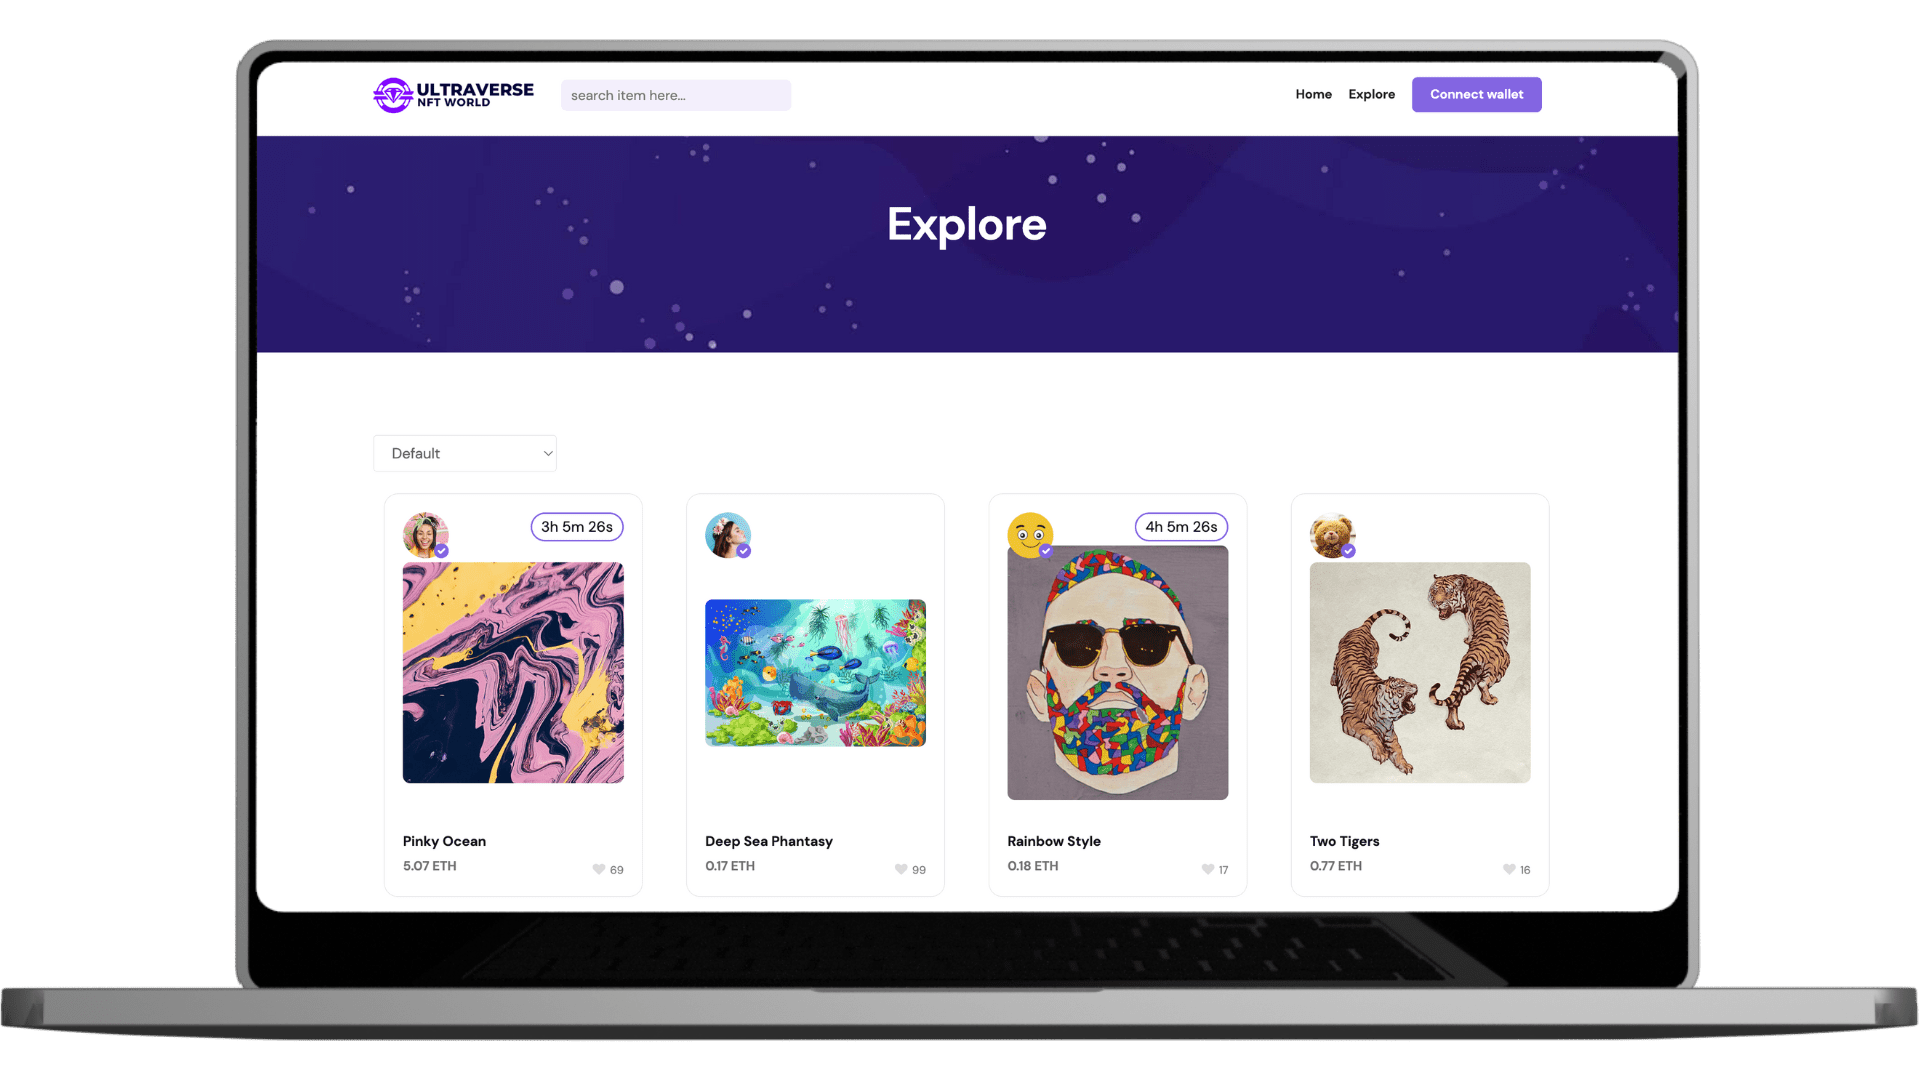 ULTRAVERSE
NFT WORLD
search item here...
Home
Explore
Connect wallet
Explore
Default
3h 5m 26s
4h 5m 26s
Pinky Ocean
5.07 ETH
69
Deep Sea Phantasy
0.17 ETH
99
Rainbow Style
0.18 ETH
17
Two Tigers
0.77 ETH
16